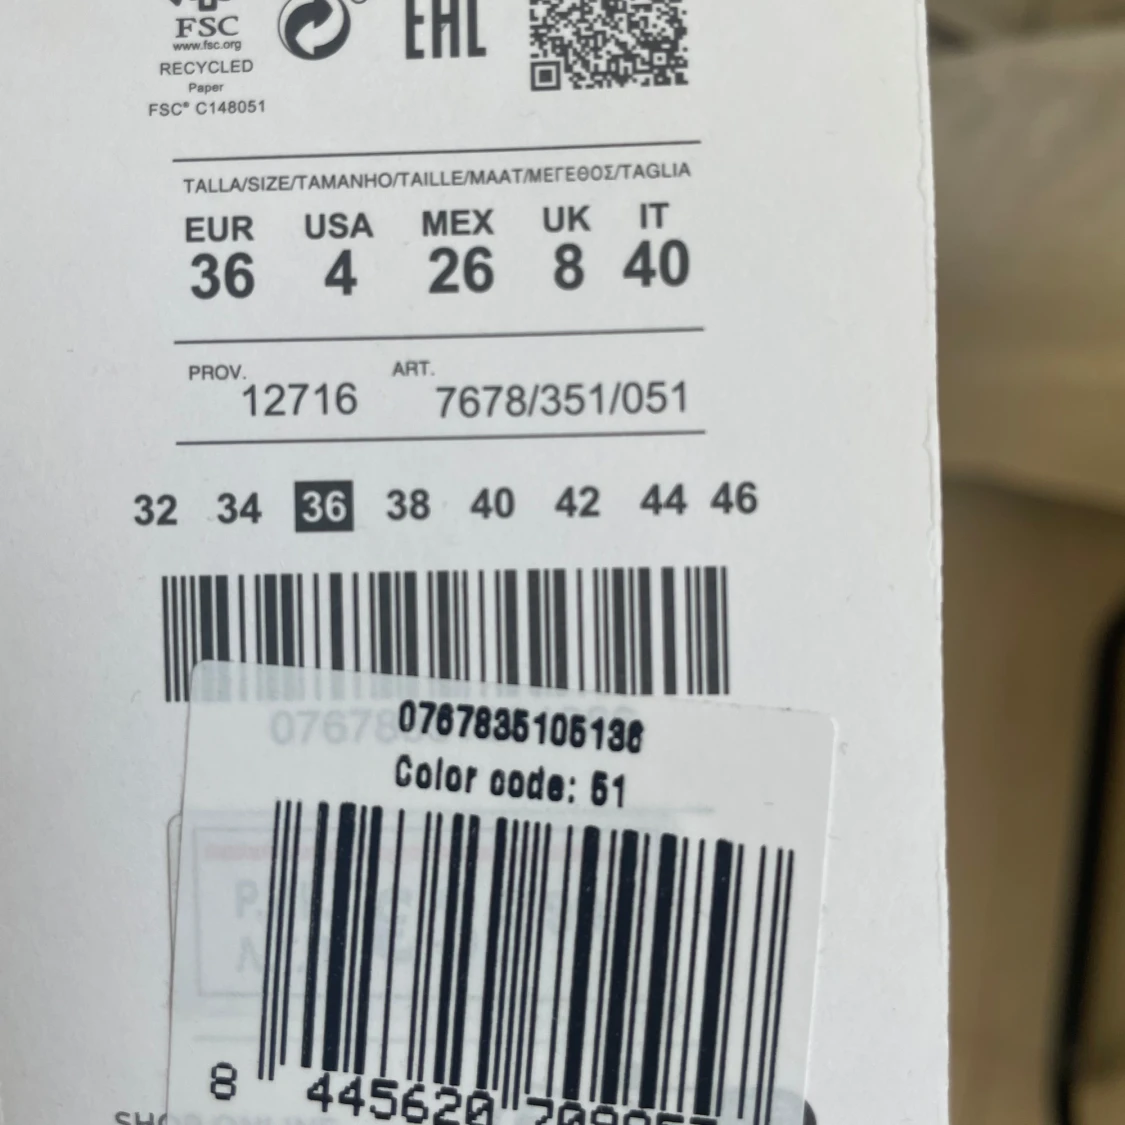 FSC
www.fsc.org
RECYCLED
Paper
FSC® C148051
EAC
TALLA/SIZE/TAMANHO/TAILLE/MAAT/ΜΕΓΕΘΟΣ/TAGLIA
EUR USA MEX UK IT
36 4 26 8 40
PROV. 12716 ART. 7678/351/051
32 34 36 38 40 42 44 46
0767835105136
Color code: 51
8 445620